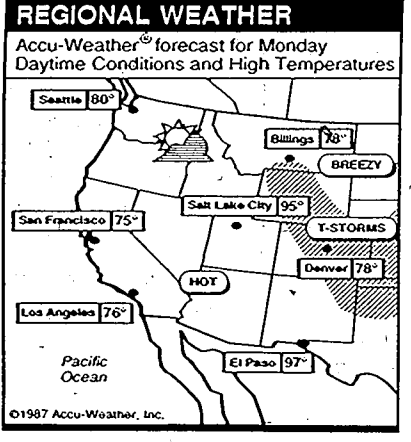 REGIONAL WEATHER
Accu-Weather® forecast for Monday
Daytime Conditions and High Temperatures
Seattle 80°
Billings 78°
BREEZY
Salt Lake City 95°
San Francisco 75°
T-STORMS
Denver 78°
HOT
Los Angeles 76°
El Paso 97°
Pacific
Ocean
©1987 Accu-Weather, Inc.